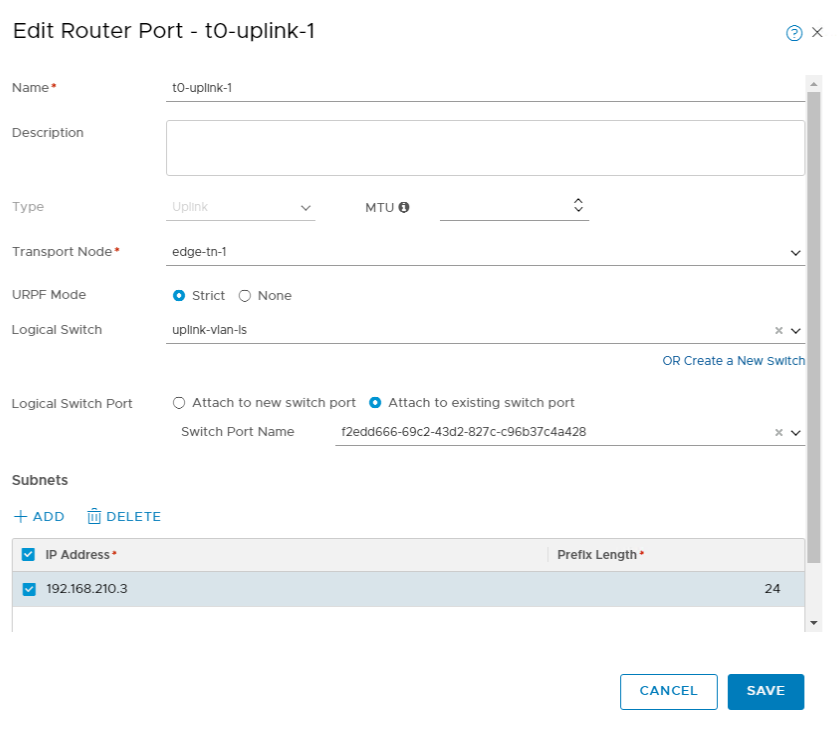 Edit Router Port - t0-uplink-1
Name*
t0-uplink-1
Description
Type
Uplink
MTU
Transport Node*
edge-tn-1
URPF Mode
Strict
None
Logical Switch
uplink-vlan-ls
OR Create a New Switch
Logical Switch Port
Attach to new switch port
Attach to existing switch port
Switch Port Name
f2edd666-69c2-43d2-827c-c96b37c4a428
Subnets
+ ADD
DELETE
IP Address*
Prefix Length*
192.168.210.3
24
CANCEL
SAVE